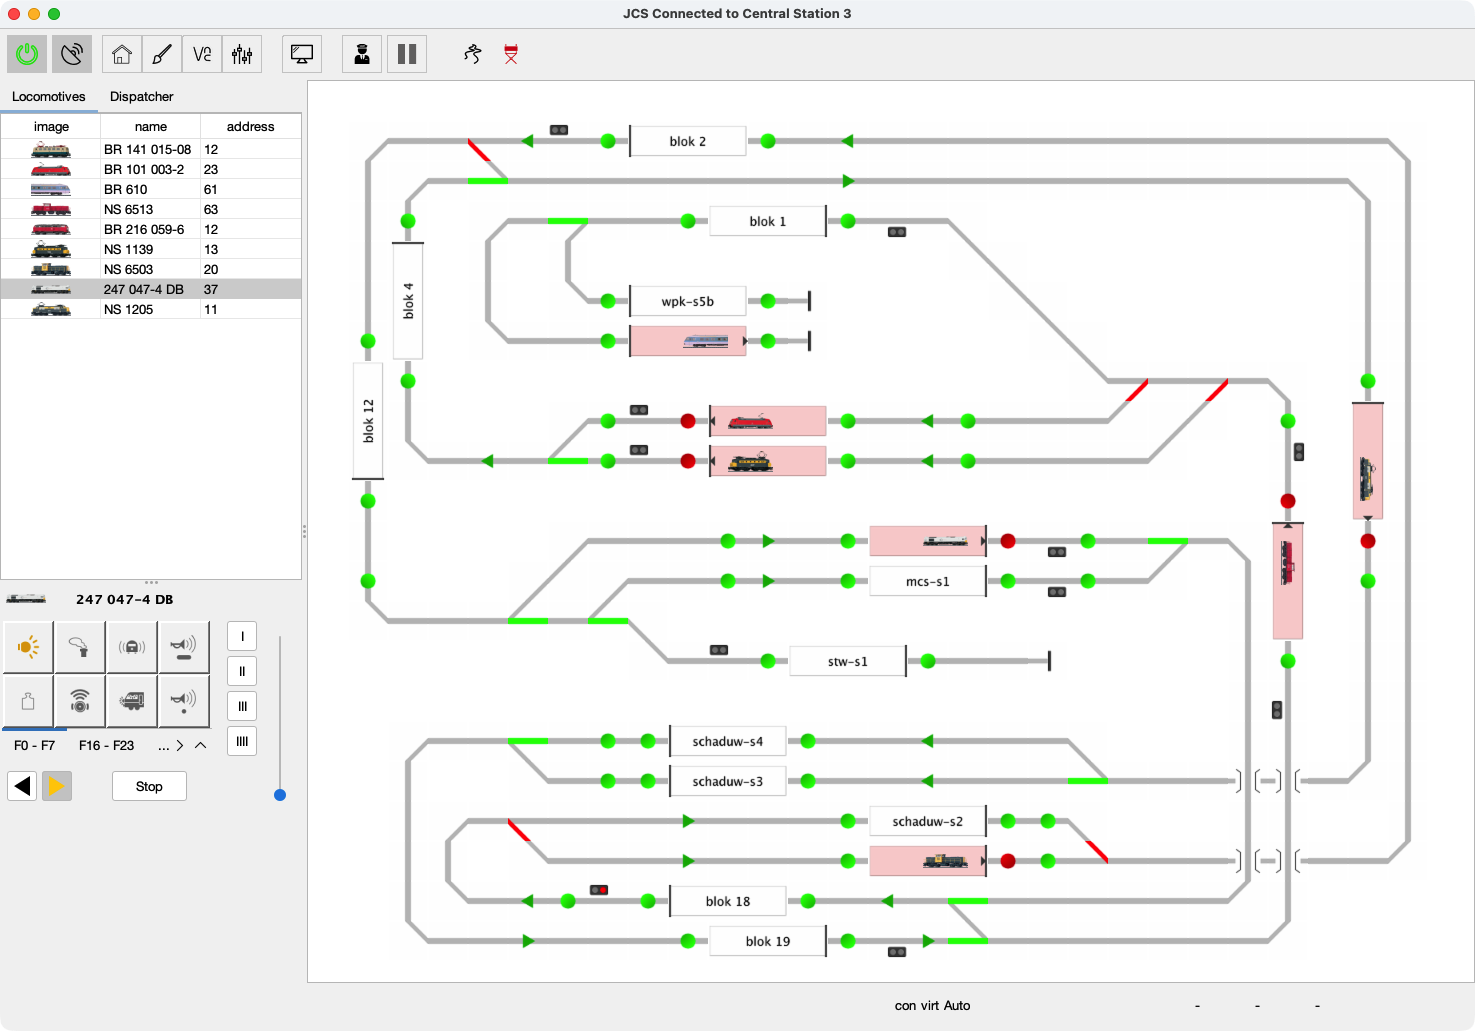 JCS Connected to Central Station 3
Locomotives Dispatcher
image name address
BR 141 015-08 12
BR 101 003-2 23
BR 610 61
NS 6513 63
BR 216 059-6 12
NS 1139 13
NS 6503 20
247 047-4 DB 37
NS 1205 11
247 047-4 DB
I
II
III
IIII
F0 - F7 F16 - F23 ...
Stop
blok 2
blok 1
blok 4
wpk-s5b
blok 12
mcs-s1
stw-s1
schaduw-s4
schaduw-s3
schaduw-s2
blok 18
blok 19
con virt Auto - - -